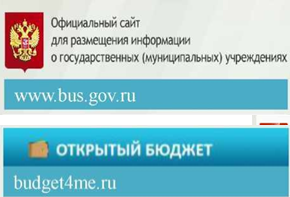 Официальный сайт
для размещения информации
о государственных (муниципальных) учреждениях
www.bus.gov.ru
ОТКРЫТЫЙ БЮДЖЕТ
budget4me.ru